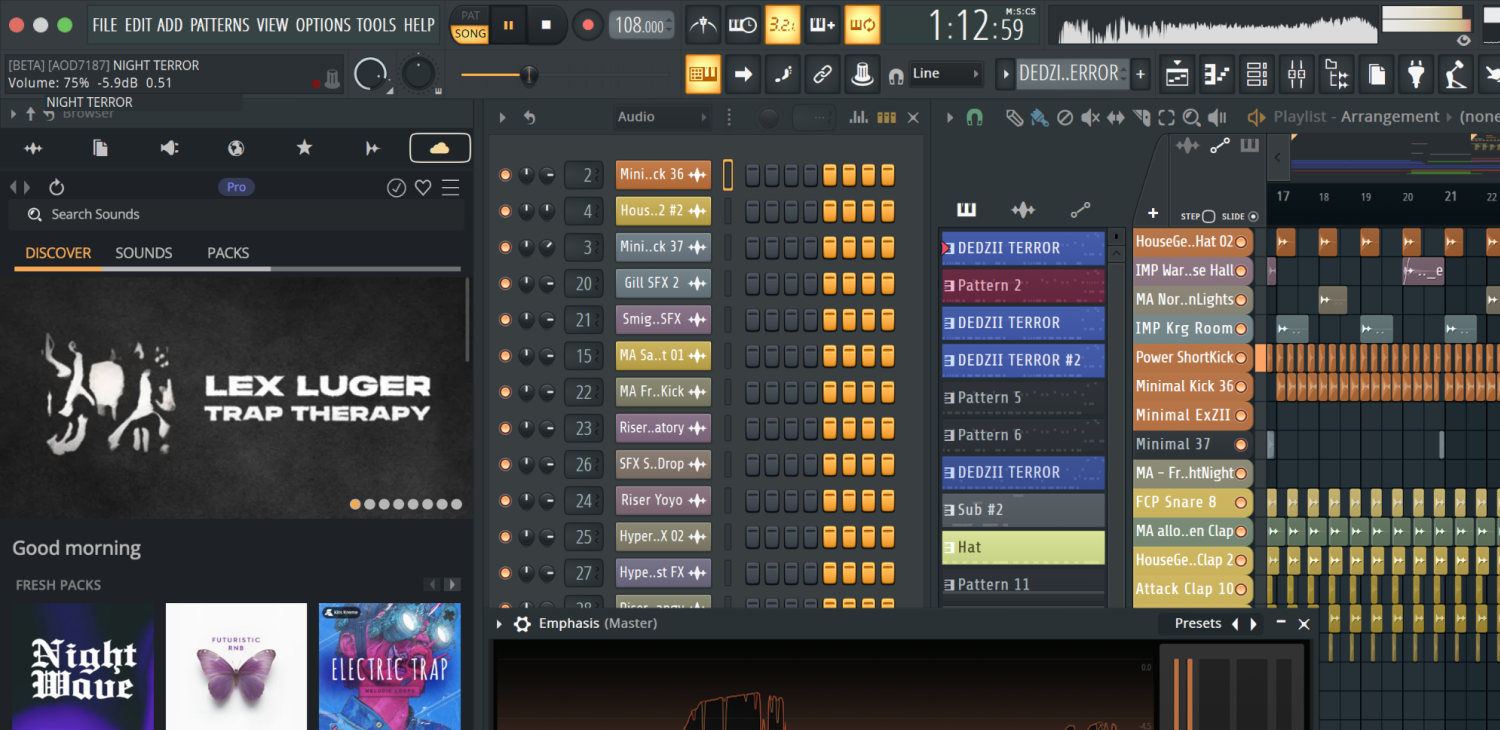 FILE EDIT ADD PATTERNS VIEW OPTIONS TOOLS HELP
PAT
SONG
108.000
3.2.
1:12:59
M:S:CS
[BETA] [AOD7187] NIGHT TERROR
Volume: 75% -5.9dB 0.51
NIGHT TERROR
Line
DEDZI..ERROR
Browser
Audio
Playlist - Arrangement
(none
Pro
Search Sounds
DISCOVER SOUNDS PACKS
LEX LUGER
TRAP THERAPY
Good morning
FRESH PACKS
Night
Wave
FUTURISTIC
RNB
ELECTRIC TRAP
MELODIC LOOPS
2 Mini..ck 36
4 Hous..2 #2
3 Mini..ck 37
20 Gill SFX 2
21 Smig..SFX
15 MA Sa..t 01
22 MA Fr..Kick
23 Riser..atory
26 SFX S..Drop
24 Riser Yoyo
25 Hyper..X 02
27 Hype..st FX
DEDZII TERROR
Pattern 2
DEDZII TERROR
DEDZII TERROR #2
Pattern 5
Pattern 6
DEDZII TERROR
Sub #2
Hat
Pattern 11
STEP SLIDE
17 18 19 20 21 22
HouseGe..Hat 02
IMP War..se Hall
.._e
MA Nor..nLights
IMP Krg Room
Power ShortKick
Minimal Kick 36
Minimal ExZII
Minimal 37
MA - Fr..htNight
FCP Snare 8
MA allo..en Clap
HouseGe..Clap 2
Attack Clap 10
Emphasis (Master)
Presets
0.0
-4.5